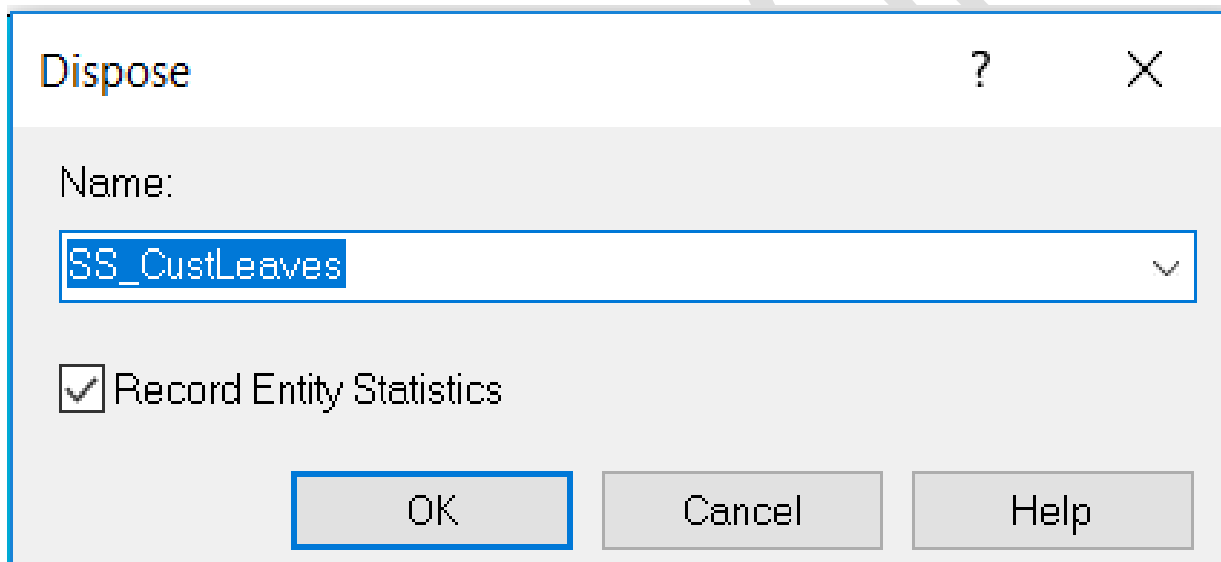 Dispose ?
Name:
SS_CustLeaves
Record Entity Statistics
OK Cancel Help